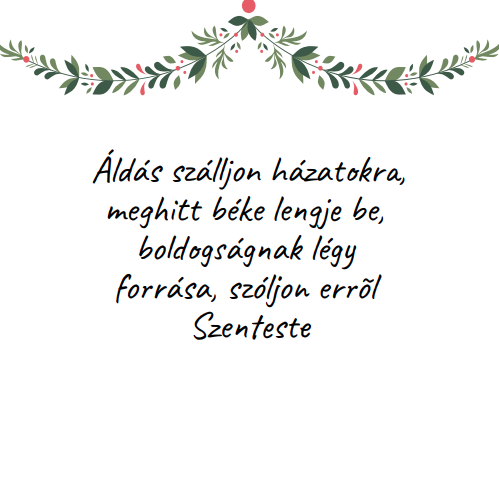 Áldás szálljon házatokra,
meghitt béke lengje be,
boldogságnak légy
forrása, szóljon errõl
Szenteste